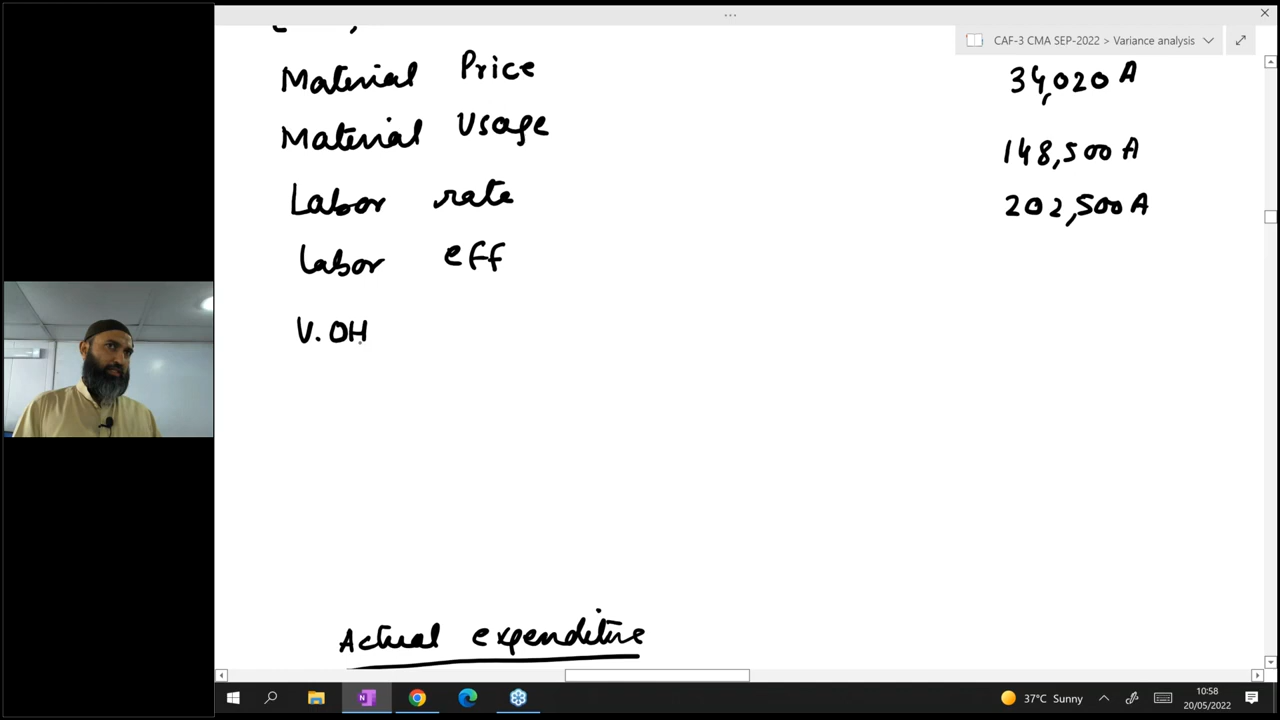 CAF-3 CMA SEP-2022 > Variance analysis
Material Price 34,020 A
Material Usage 148,500 A
Labor rate 202,500 A
Labor eff
V. OH
Actual expenditure
37°C Sunny
10:58
20/05/2022